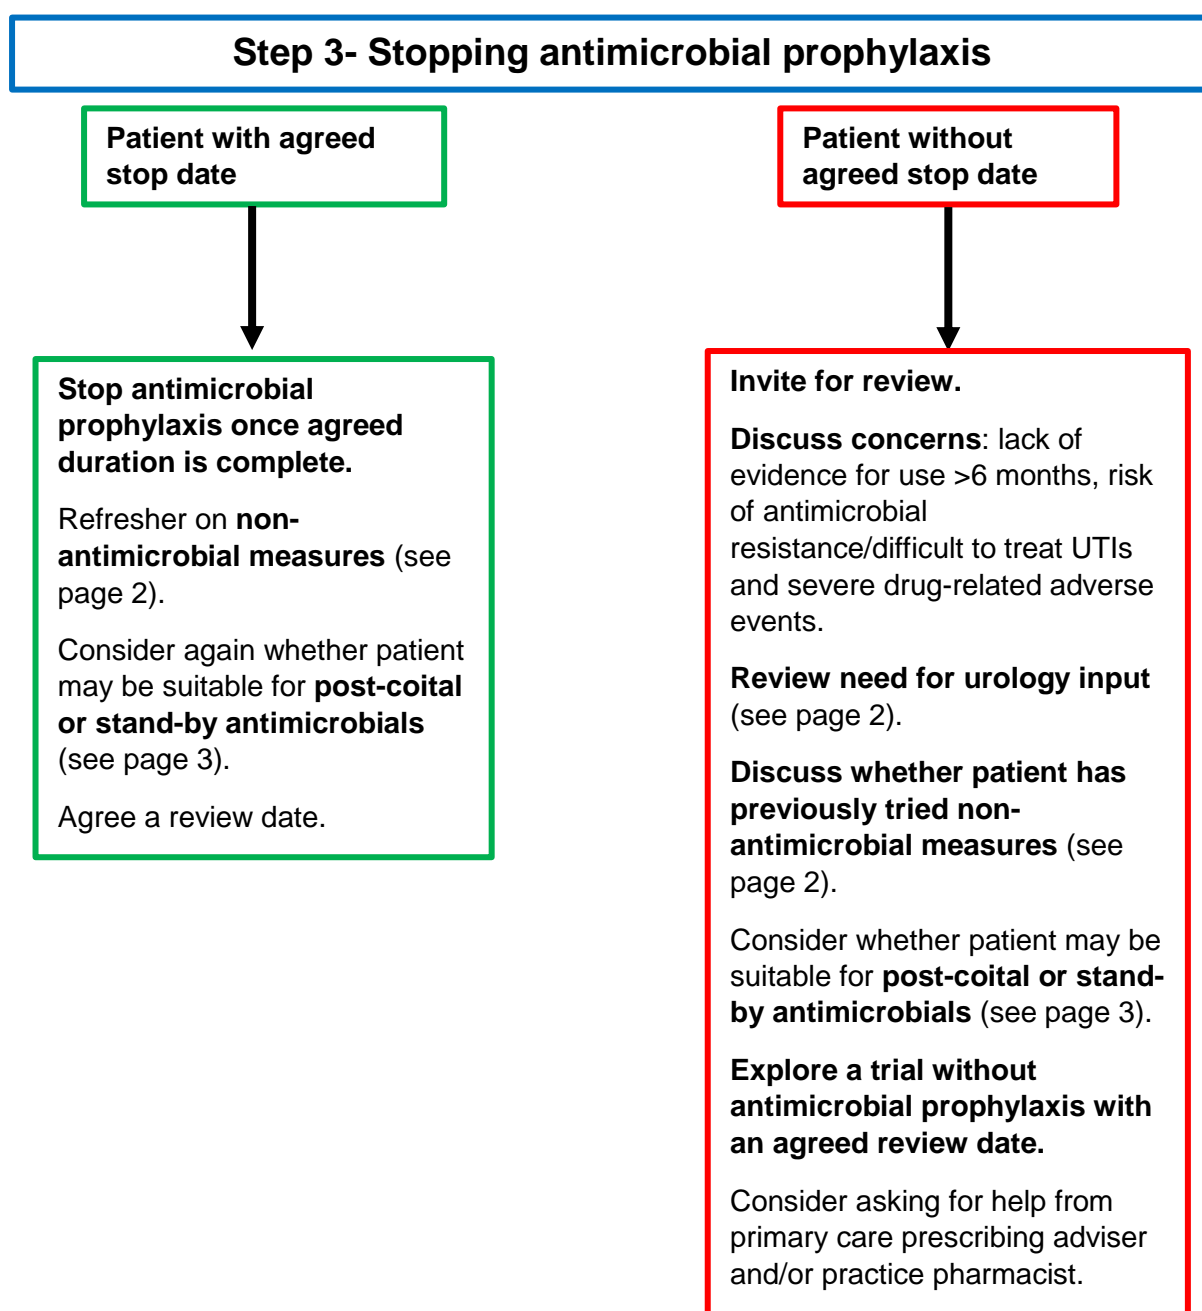 Step 3- Stopping antimicrobial prophylaxis
Patient with agreed
stop date
Stop antimicrobial
prophylaxis once agreed
duration is complete.
Refresher on non-
antimicrobial measures (see
page 2).
Consider again whether patient
may be suitable for post-coital
or stand-by antimicrobials
(see page 3).
Agree a review date.
Patient without
agreed stop date
Invite for review.
Discuss concerns: lack of
evidence for use >6 months, risk
of antimicrobial
resistance/difficult to treat UTIs
and severe drug-related adverse
events.
Review need for urology input
(see page 2).
Discuss whether patient has
previously tried non-
antimicrobial measures (see
page 2).
Consider whether patient may be
suitable for post-coital or stand-
by antimicrobials (see page 3).
Explore a trial without
antimicrobial prophylaxis with
an agreed review date.
Consider asking for help from
primary care prescribing adviser
and/or practice pharmacist.